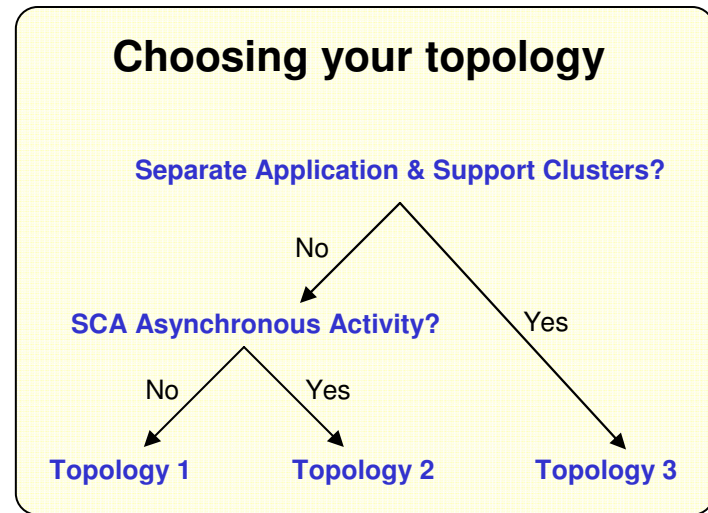 Choosing your topology
Separate Application & Support Clusters?
No
Yes
SCA Asynchronous Activity?
No
Yes
Topology 1
Topology 2
Topology 3